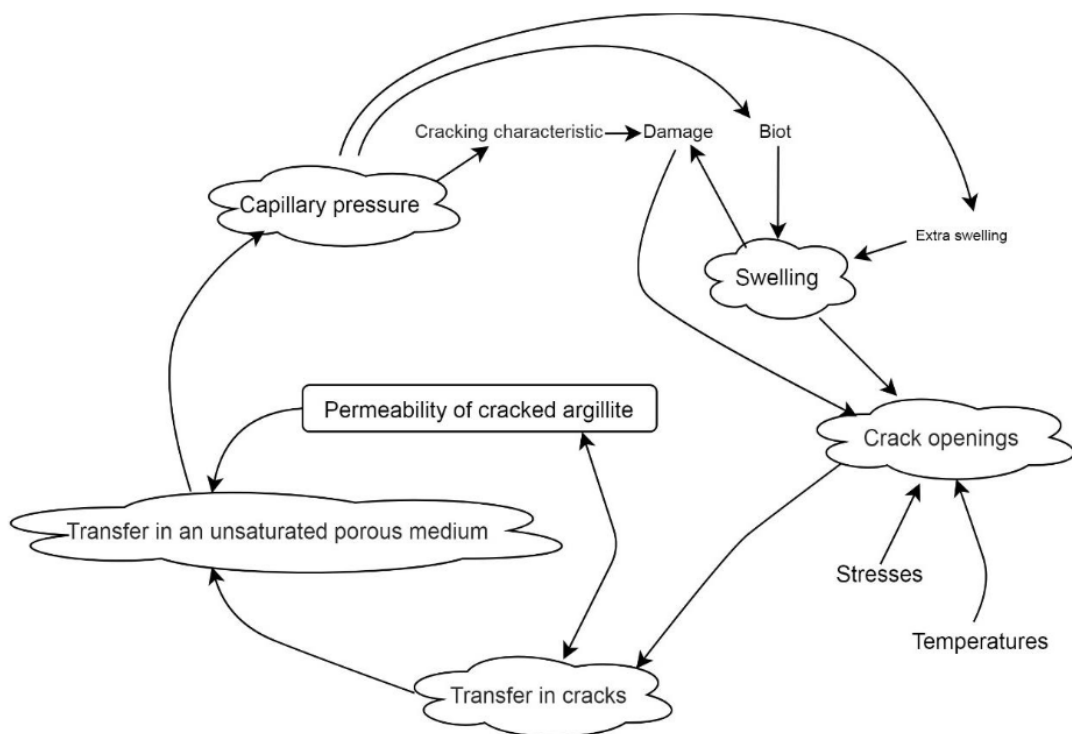 Cracking characteristic
Damage
Biot
Capillary pressure
Extra swelling
Swelling
Permeability of cracked argillite
Crack openings
Transfer in an unsaturated porous medium
Stresses
Temperatures
Transfer in cracks